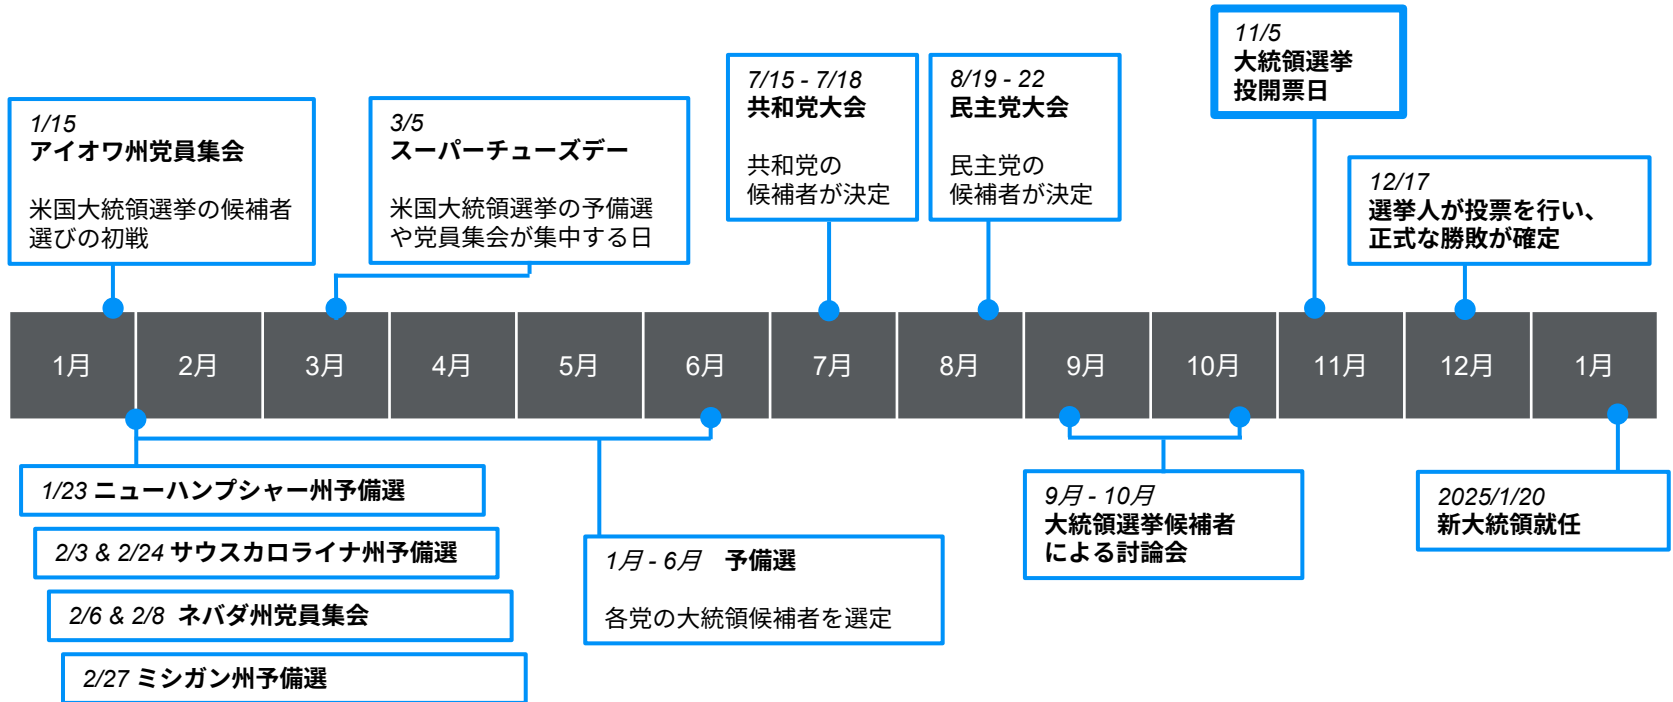 1/15
アイオワ州党員集会
米国大統領選挙の候補者
選びの初戦
3/5
スーパーチューズデー
米国大統領選挙の予備選
や党員集会が集中する日
7/15 - 7/18
共和党大会
共和党の
候補者が決定
8/19 - 22
民主党大会
民主党の
候補者が決定
11/5
大統領選挙
投開票日
12/17
選挙人が投票を行い、
正式な勝敗が確定
1月
2月
3月
4月
5月
6月
7月
8月
9月
10月
11月
12月
1月
1/23 ニューハンプシャー州予備選
2/3 & 2/24 サウスカロライナ州予備選
2/6 & 2/8 ネバダ州党員集会
2/27 ミシガン州予備選
1月 - 6月　予備選
各党の大統領候補者を選定
9月 - 10月
大統領選挙候補者
による討論会
2025/1/20
新大統領就任